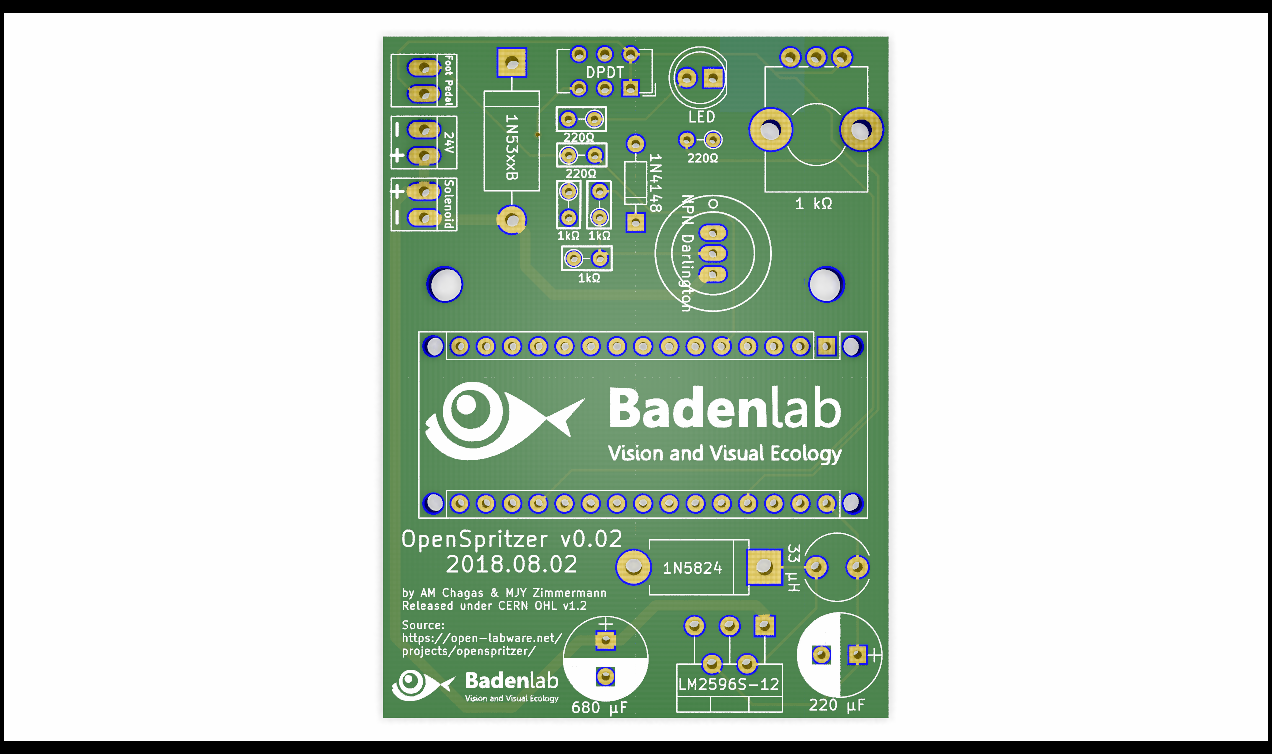 Foot Pedal
DPDT
LED
1N53xxB
220Ω
− 24V
+
220Ω
220Ω
1N4148
+ Solenoid
−
NPN Darlington
1 kΩ
1kΩ 1kΩ
1kΩ
Badenlab
Vision and Visual Ecology
OpenSpritzer v0.02
2018.08.02
1N5824
33 µH
by AM Chagas & MJY Zimmermann
Released under CERN OHL v1.2
Source:
https://open-labware.net/
projects/openspritzer/
+
+
LM2596S-12
Badenlab
Vision and Visual Ecology
680 µF
220 µF